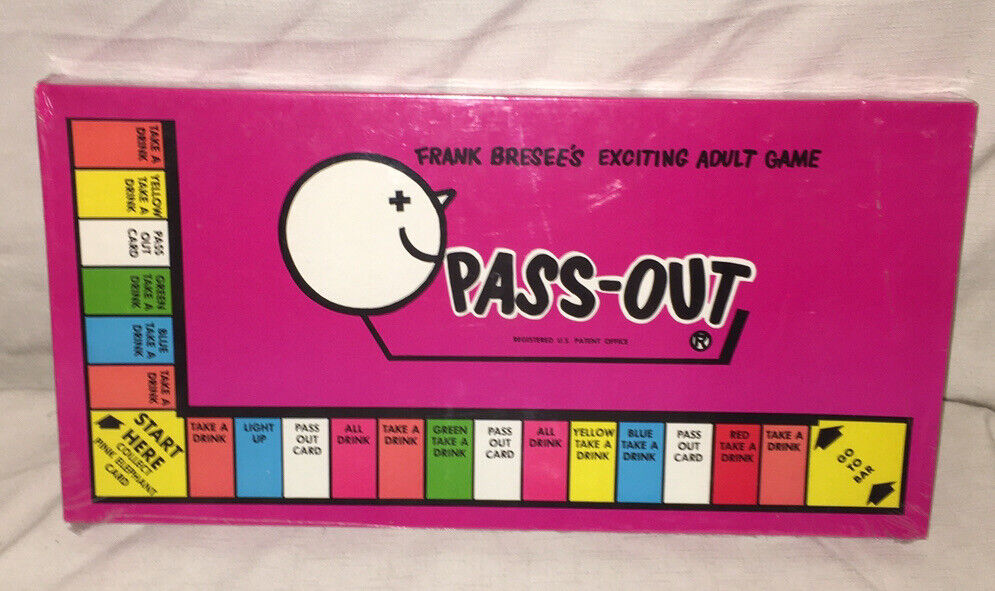 FRANK BRESEE'S EXCITING ADULT GAME
PASS-OUT
REGISTERED U.S. PATENT OFFICE
®
TAKE A
DRINK
YELLOW
TAKE A
DRINK
PASS
OUT
CARD
GREEN
TAKE A
DRINK
BLUE
TAKE A
DRINK
TAKE A
DRINK
START
HERE
COLLECT
PINK ELEPHANT
CARD
TAKE A
DRINK
LIGHT
UP
PASS
OUT
CARD
ALL
DRINK
TAKE A
DRINK
GREEN
TAKE A
DRINK
PASS
OUT
CARD
ALL
DRINK
YELLOW
TAKE A
DRINK
BLUE
TAKE A
DRINK
PASS
OUT
CARD
RED
TAKE A
DRINK
TAKE A
DRINK
GO
TO
BAR